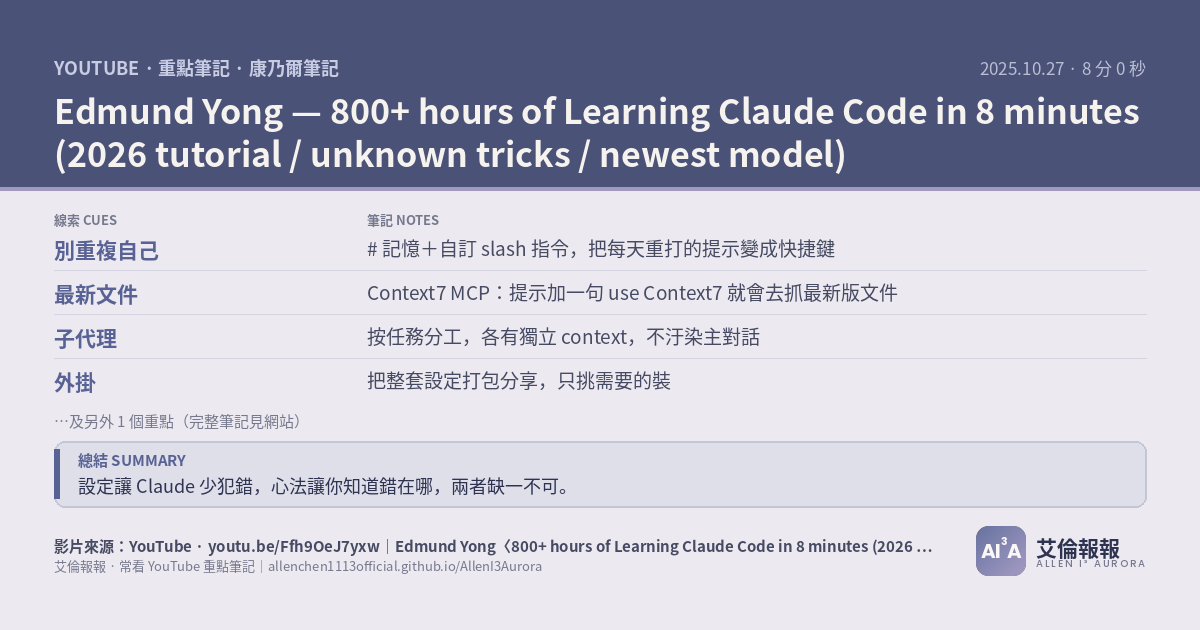 YOUTUBE · 重點筆記 · 康乃爾筆記
2025.10.27 · 8 分 0 秒
Edmund Yong — 800+ hours of Learning Claude Code in 8 minutes
(2026 tutorial / unknown tricks / newest model)
線索 CUES
筆記 NOTES
別重複自己
# 記憶＋自訂 slash 指令，把每天重打的提示變成快捷鍵
最新文件
Context7 MCP：提示加一句 use Context7 就會去抓最新版文件
子代理
按任務分工，各有獨立 context，不汙染主對話
外掛
把整套設定打包分享，只挑需要的裝
…及另外 1 個重點（完整筆記見網站）
總結 SUMMARY
設定讓 Claude 少犯錯，心法讓你知道錯在哪，兩者缺一不可。
影片來源：YouTube · youtu.be/Ffh9OeJ7yxw｜Edmund Yong〈800+ hours of Learning Claude Code in 8 minutes (2026 …
艾倫報報 · 常看 YouTube 重點筆記｜allenchen1113official.github.io/AllenI3Aurora
AI³A
艾倫報報
ALLEN I³ AURORA